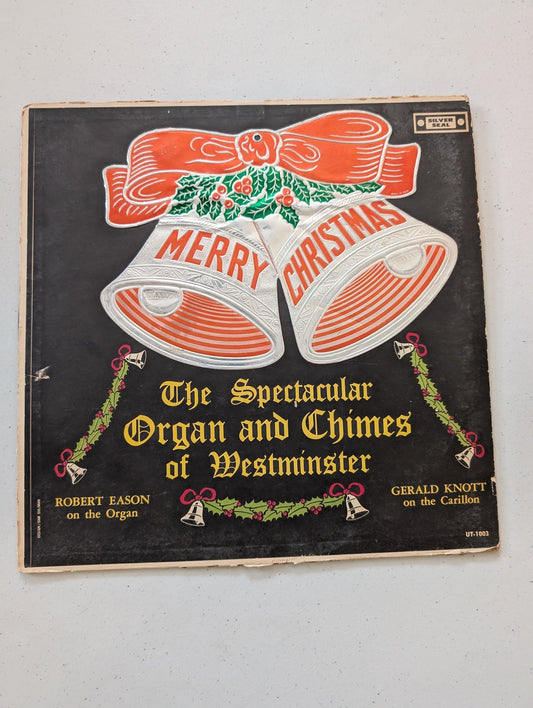 SILVER
SEAL
MERRY
CHRISTMAS
The Spectacular
Organ and Chimes
of Westminster
ROBERT EASON
on the Organ
GERALD KNOTT
on the Carillon
UT-1003